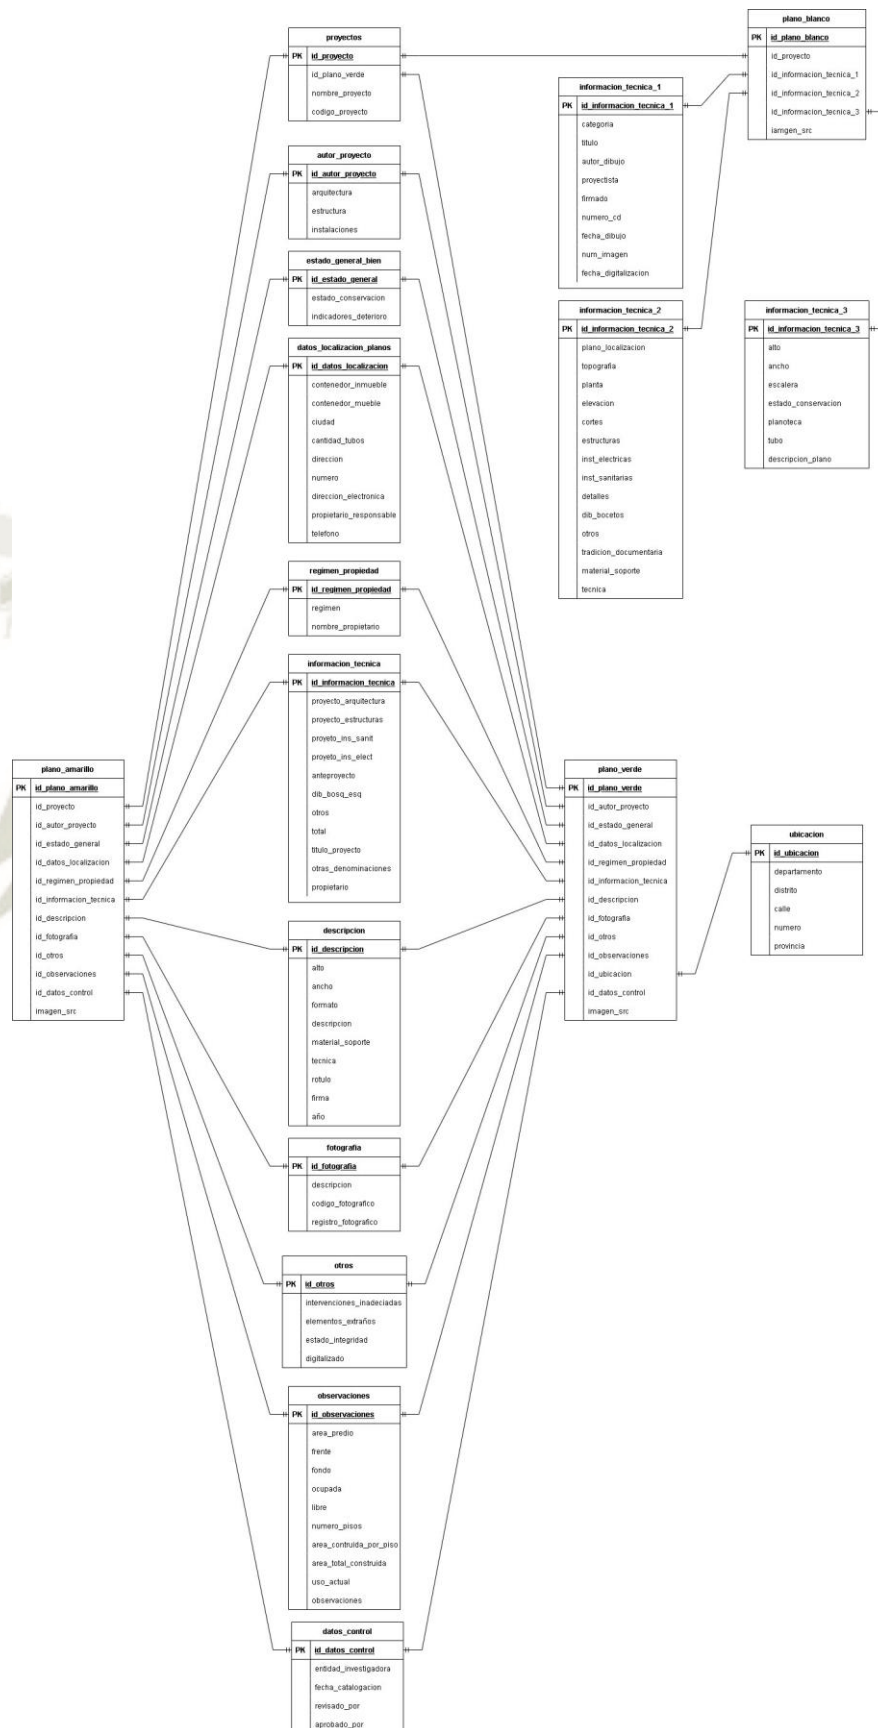 proyectos
PK id_proyecto
id_plano_verde
nombre_proyecto
codigo_proyecto
autor_proyecto
PK id_autor_proyecto
arquitectura
estructura
instalaciones
estado_general_bien
PK id_estado_general
estado_conservacion
indicadores_deterioro
datos_localizacion_planos
PK id_datos_localizacion
contenedor_inmueble
contenedor_mueble
ciudad
cantidad_tubos
direccion
numero
direccion_electronica
propietario_responsable
telefono
regimen_propiedad
PK id_regimen_propiedad
regimen
nombre_propietario
informacion_tecnica
PK id_informacion_tecnica
proyecto_arquitectura
proyecto_estructuras
proyeto_ins_sanit
proyeto_ins_elect
anteproyecto
dib_bosq_esq
otros
total
titulo_proyecto
otras_denominaciones
propietario
descripcion
PK id_descripcion
alto
ancho
formato
descripcion
material_soporte
tecnica
rotulo
firma
año
fotografia
PK id_fotografia
descripcion
codigo_fotografico
registro_fotografico
otros
PK id_otros
intervenciones_inadeciadas
elementos_extraños
estado_integridad
digitalizado
observaciones
PK id_observaciones
area_predio
frente
fondo
ocupada
libre
numero_pisos
area_contruida_por_piso
area_total_construida
uso_actual
observaciones
datos_control
PK id_datos_control
entidad_investigadora
fecha_catalogacion
revisado_por
aprobado_por
plano_amarillo
PK id_plano_amarillo
id_proyecto
id_autor_proyecto
id_estado_general
id_datos_localizacion
id_regimen_propiedad
id_informacion_tecnica
id_descripcion
id_fotografia
id_otros
id_observaciones
id_datos_control
imagen_src
plano_blanco
PK id_plano_blanco
id_proyecto
id_informacion_tecnica_1
id_informacion_tecnica_2
id_informacion_tecnica_3
iamgen_src
informacion_tecnica_1
PK id_informacion_tecnica_1
categoria
titulo
autor_dibujo
proyectista
firmado
numero_cd
fecha_dibujo
num_imagen
fecha_digitalizacion
informacion_tecnica_2
PK id_informacion_tecnica_2
plano_localizacion
topografia
planta
elevacion
cortes
estructuras
inst_electricas
inst_sanitarias
detalles
dib_bocetos
otros
tradicion_documentaria
material_soporte
tecnica
informacion_tecnica_3
PK id_informacion_tecnica_3
alto
ancho
escalera
estado_conservacion
planoteca
tubo
descripcion_plano
plano_verde
PK id_plano_verde
id_autor_proyecto
id_estado_general
id_datos_localizacion
id_regimen_propiedad
id_informacion_tecnica
id_descripcion
id_fotografia
id_otros
id_observaciones
id_ubicacion
id_datos_control
imagen_src
ubicacion
PK id_ubicacion
departamento
distrito
calle
numero
provincia